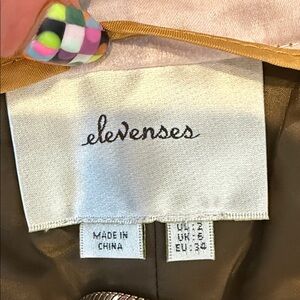 elevenses
MADE IN
CHINA
US: 2
UK: 6
EU: 34